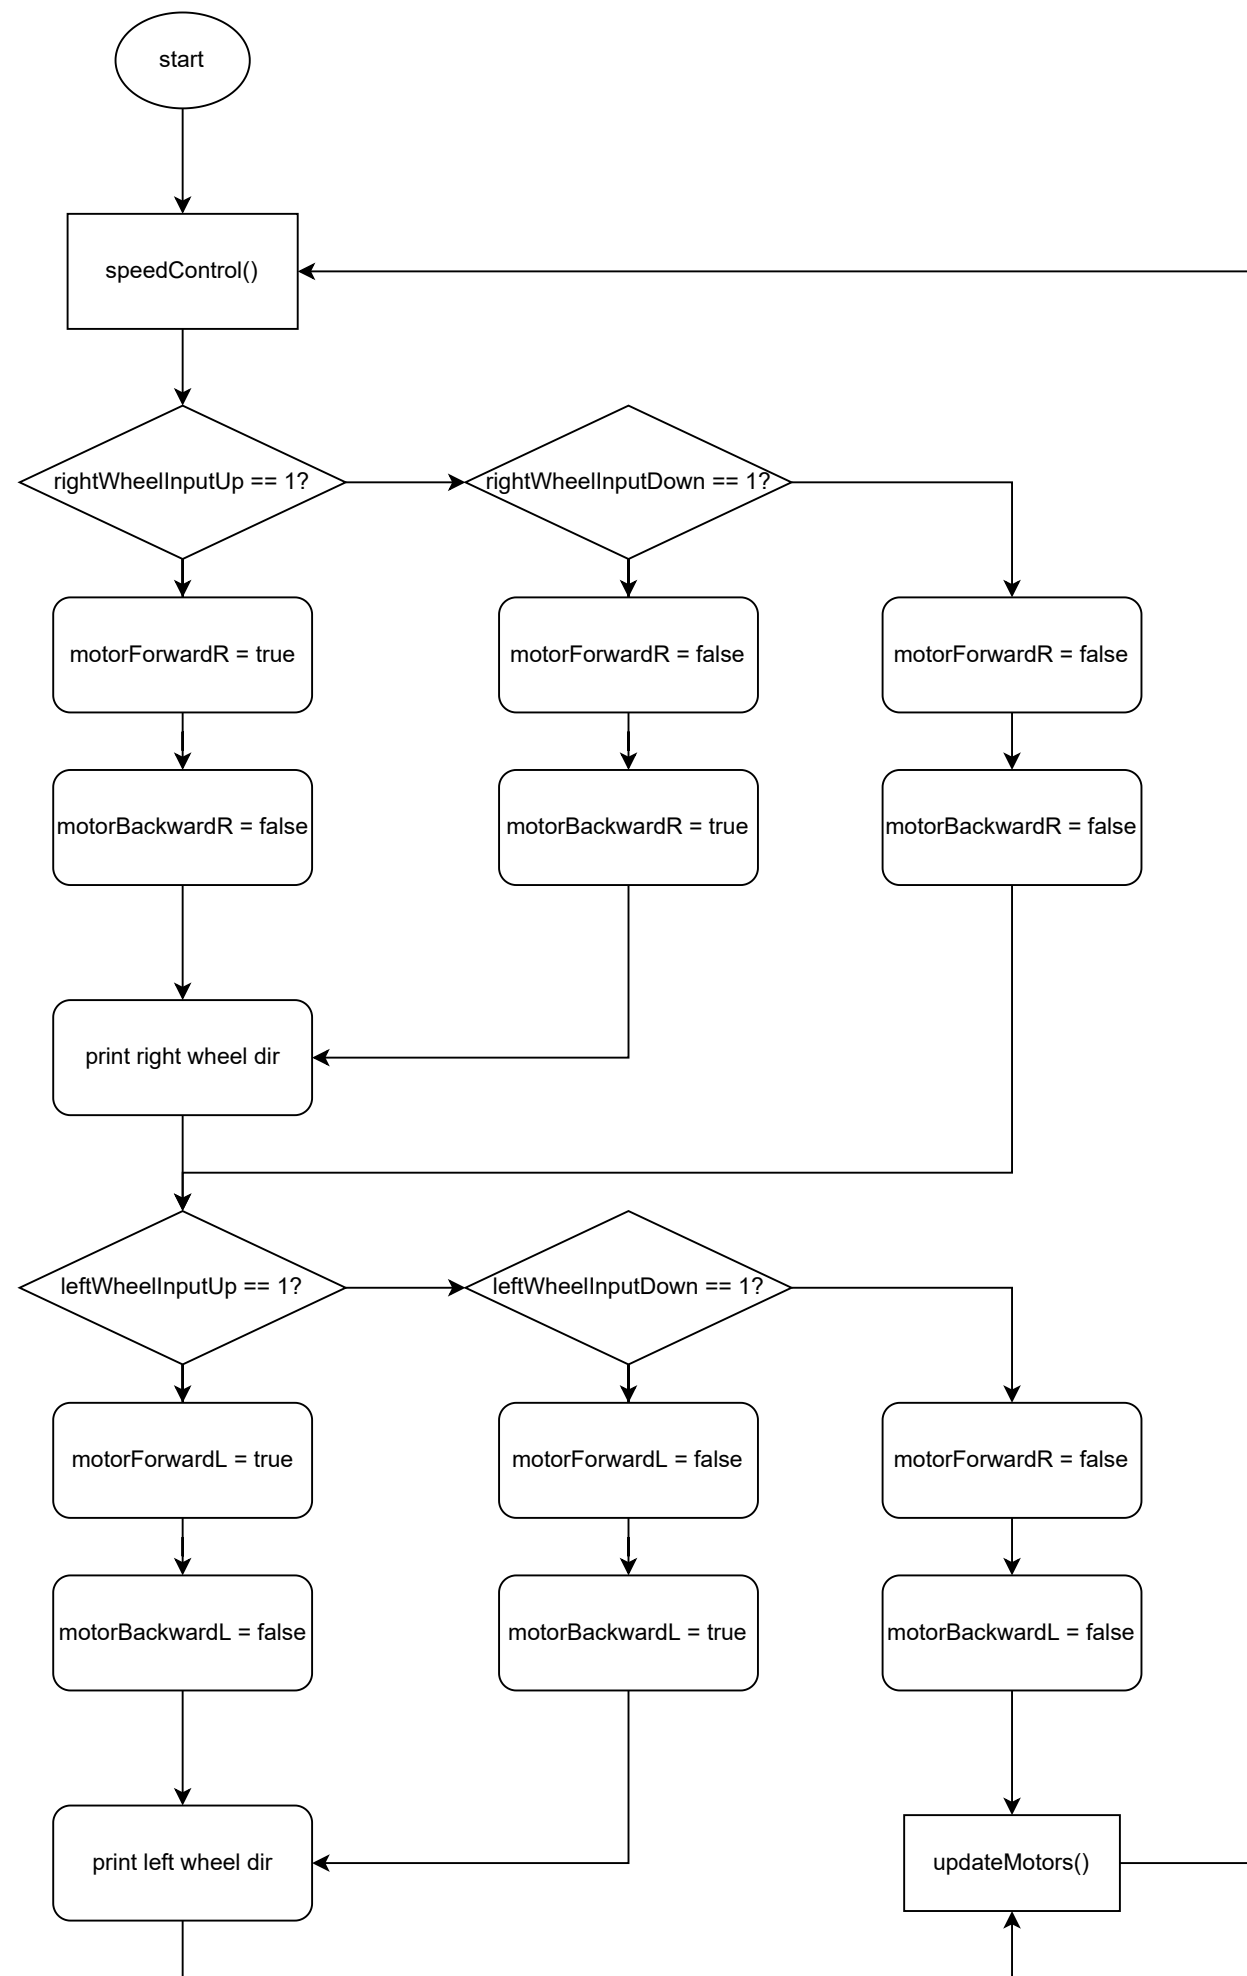 start
speedControl()
rightWheelInputUp == 1?
rightWheelInputDown == 1?
motorForwardR = true
motorForwardR = false
motorForwardR = false
motorBackwardR = false
motorBackwardR = true
motorBackwardR = false
print right wheel dir
leftWheelInputUp == 1?
leftWheelInputDown == 1?
motorForwardL = true
motorForwardL = false
motorForwardR = false
motorBackwardL = false
motorBackwardL = true
motorBackwardL = false
print left wheel dir
updateMotors()